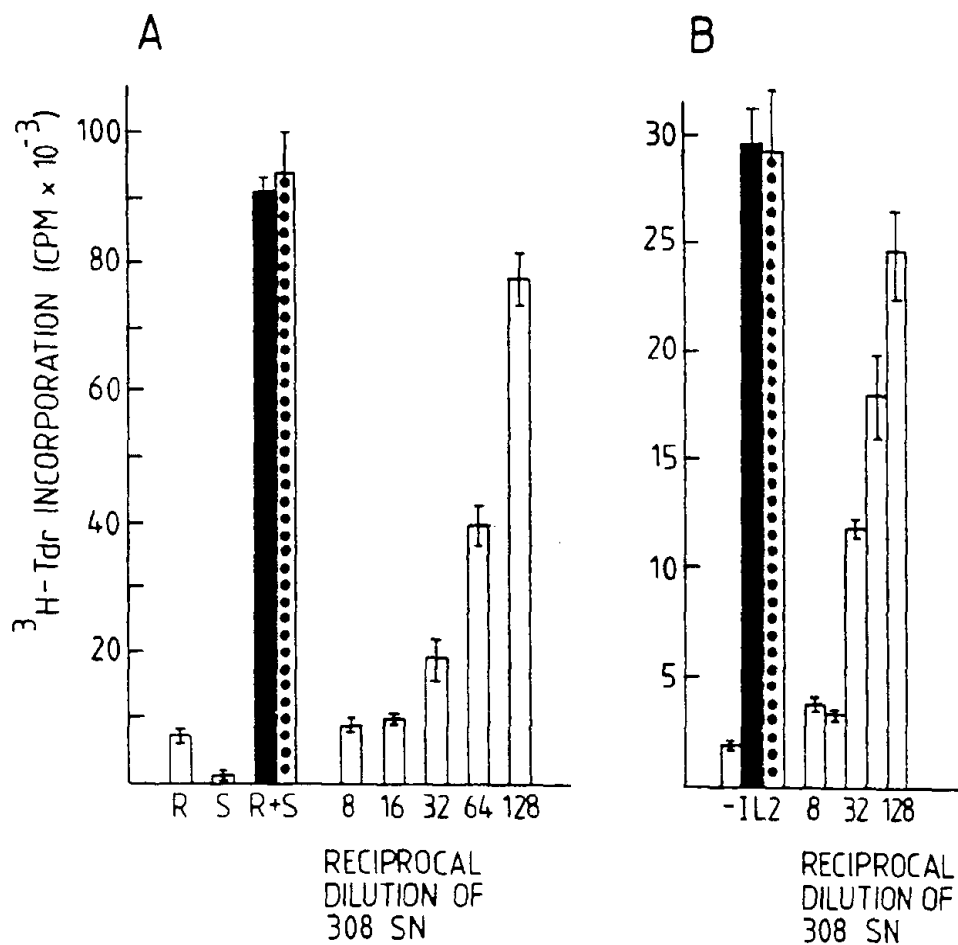 A
B
³H-Tdr INCORPORATION (CPM × 10⁻³)
100
80
60
40
20
R S R+S 8 16 32 64 128
RECIPROCAL
DILUTION OF
308 SN
30
25
20
15
10
5
-IL2 8 32 128
RECIPROCAL
DILUTION OF
308 SN